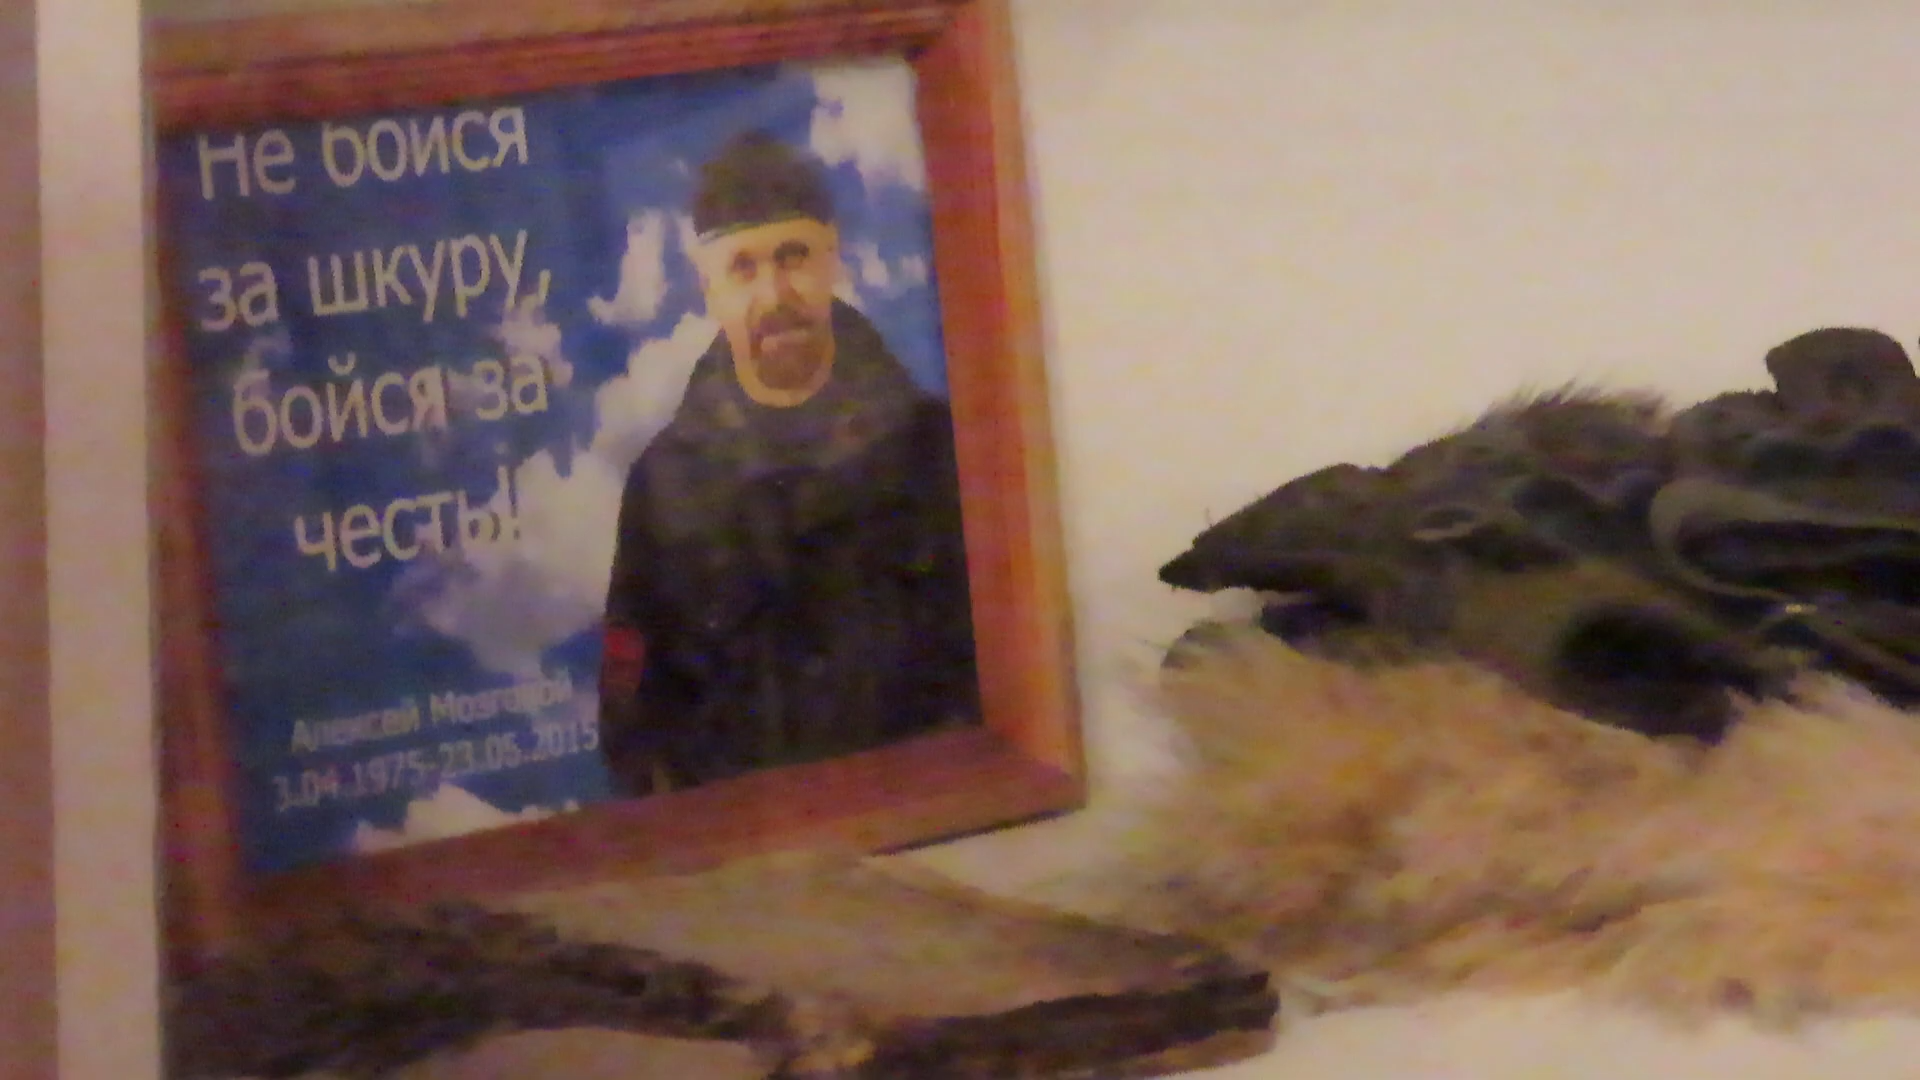 Не бойся
за шкуру,
бойся за
честь!
Алексей Мозговой
3.04.1975-23.05.2015